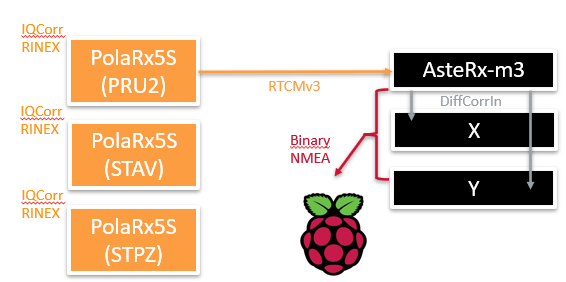 IQCorr
RINEX
PolaRx5S
(PRU2)
RTCMv3
AsteRx-m3
DiffCorrIn
IQCorr
RINEX
PolaRx5S
(STAV)
Binary
NMEA
X
IQCorr
RINEX
PolaRx5S
(STPZ)
Y